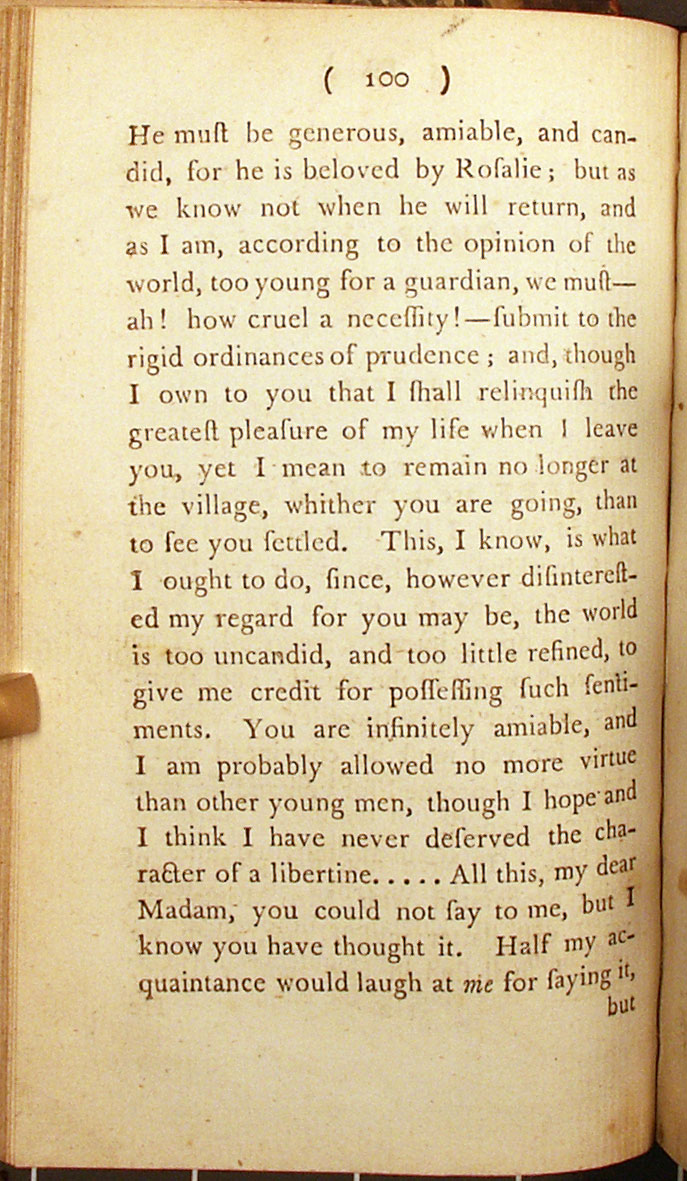 ( 100 )
He muſt be generous, amiable, and can-
did, for he is beloved by Roſalie; but as
we know not when he will return, and
as I am, according to the opinion of the
world, too young for a guardian, we muſt—
ah! how cruel a neceſſity!—ſubmit to the
rigid ordinances of prudence; and, though
I own to you that I ſhall relinquiſh the
greateſt pleaſure of my life when I leave
you, yet I mean to remain no longer at
the village, whither you are going, than
to ſee you ſettled. This, I know, is what
I ought to do, ſince, however diſintereſt-
ed my regard for you may be, the world
is too uncandid, and too little refined, to
give me credit for poſſeſſing ſuch ſenti-
ments. You are infinitely amiable, and
I am probably allowed no more virtue
than other young men, though I hope and
I think I have never deſerved the cha-
racter of a libertine..... All this, my dear
Madam, you could not ſay to me, but I
know you have thought it. Half my ac-
quaintance would laugh at me for ſaying it,
but